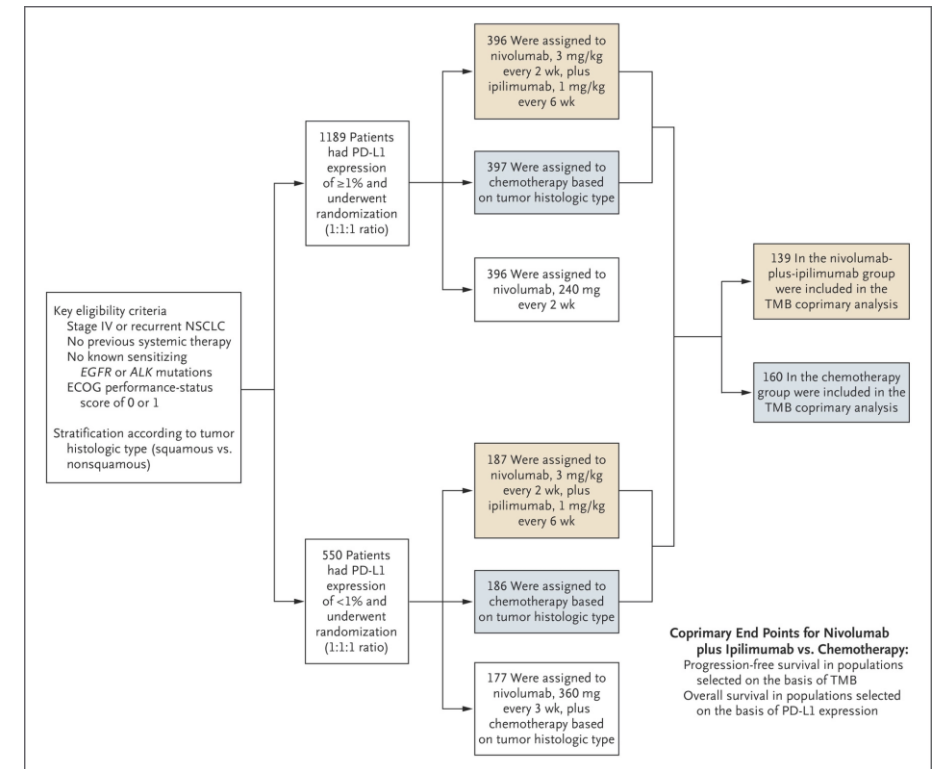 Key eligibility criteria
Stage IV or recurrent NSCLC
No previous systemic therapy
No known sensitizing
EGFR or ALK mutations
ECOG performance-status
score of 0 or 1
Stratification according to tumor
histologic type (squamous vs.
nonsquamous)
1189 Patients
had PD-L1
expression
of ≥1% and
underwent
randomization
(1:1:1 ratio)
396 Were assigned to
nivolumab, 3 mg/kg
every 2 wk, plus
ipilimumab, 1 mg/kg
every 6 wk
397 Were assigned to
chemotherapy based
on tumor histologic type
396 Were assigned to
nivolumab, 240 mg
every 2 wk
550 Patients
had PD-L1
expression
of <1% and
underwent
randomization
(1:1:1 ratio)
187 Were assigned to
nivolumab, 3 mg/kg
every 2 wk, plus
ipilimumab, 1 mg/kg
every 6 wk
186 Were assigned to
chemotherapy based
on tumor histologic type
177 Were assigned to
nivolumab, 360 mg
every 3 wk, plus
chemotherapy based
on tumor histologic type
139 In the nivolumab-
plus-ipilimumab group
were included in the
TMB coprimary analysis
160 In the chemotherapy
group were included in the
TMB coprimary analysis
Coprimary End Points for Nivolumab
plus Ipilimumab vs. Chemotherapy:
Progression-free survival in populations
selected on the basis of TMB
Overall survival in populations selected
on the basis of PD-L1 expression